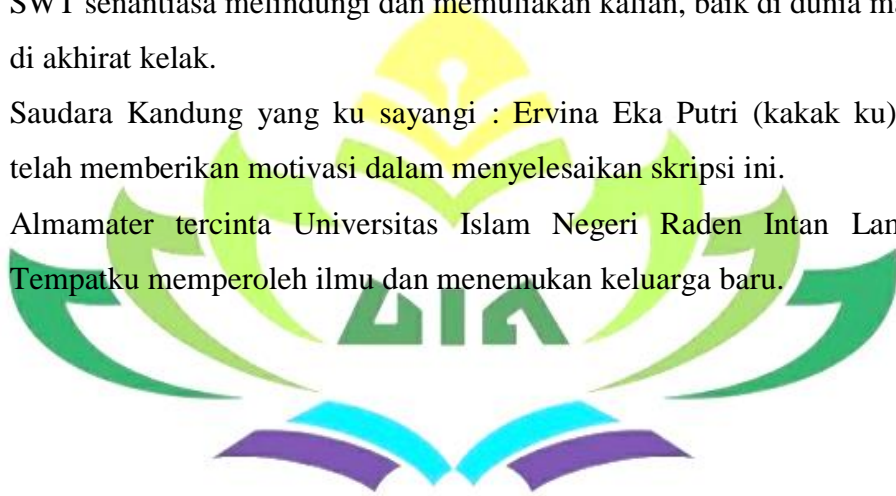 SWT senantiasa melindungi dan memuliakan kalian, baik di dunia
di akhirat kelak.
Saudara Kandung yang ku sayangi : Ervina Eka Putri (kakak ku)
telah memberikan motivasi dalam menyelesaikan skripsi ini.
Almamater tercinta Universitas Islam Negeri Raden Intan
Tempatku memperoleh ilmu dan menemukan keluarga baru.
UIN